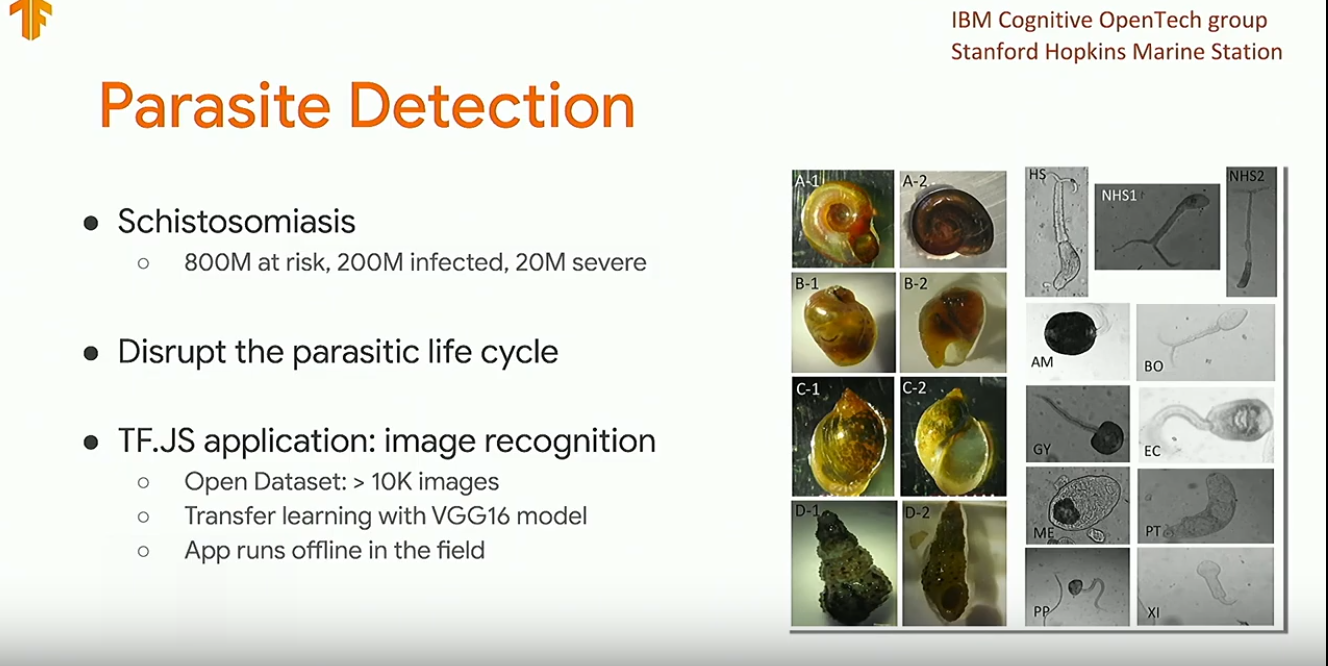 IBM Cognitive OpenTech group
Stanford Hopkins Marine Station
Parasite Detection
Schistosomiasis
800M at risk, 200M infected, 20M severe
Disrupt the parasitic life cycle
TF.JS application: image recognition
Open Dataset: > 10K images
Transfer learning with VGG16 model
App runs offline in the field
A-1
A-2
B-1
B-2
C-1
C-2
D-1
D-2
HS
NHS1
NHS2
AM
BO
GY
EC
ME
PT
PP
XI